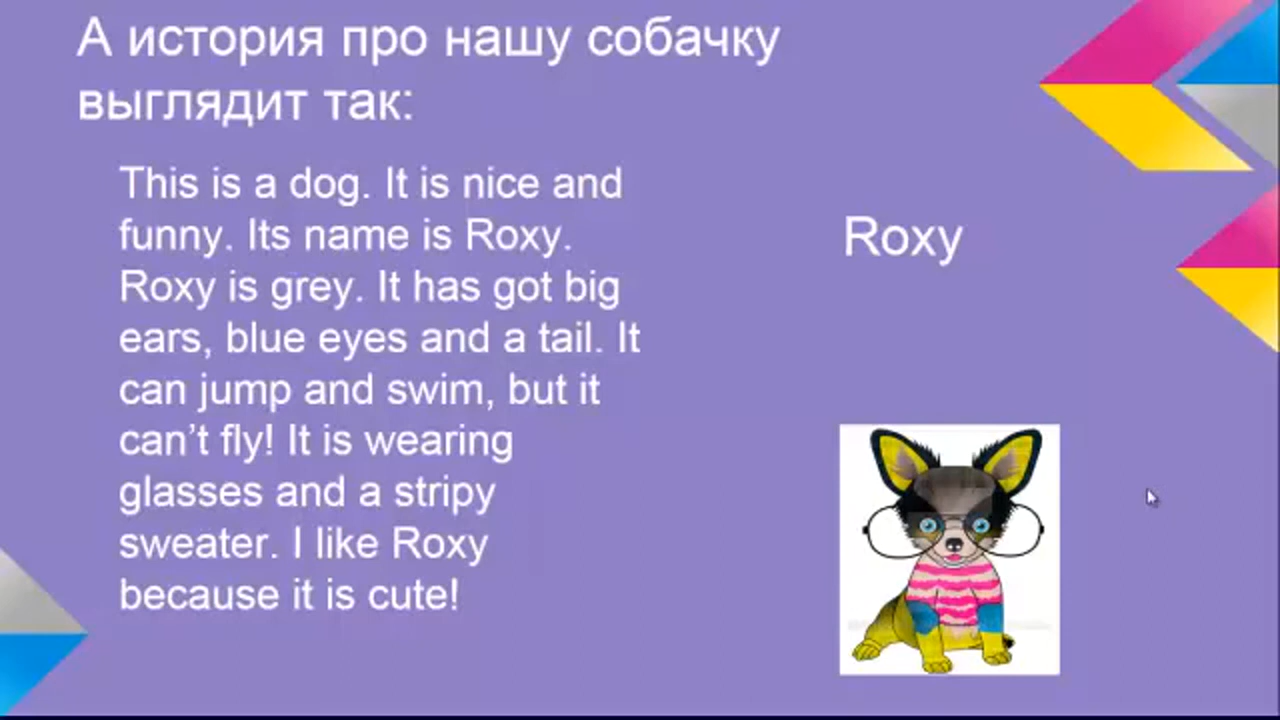 А история про нашу собачку
выглядит так:
This is a dog. It is nice and
funny. Its name is Roxy.
Roxy is grey. It has got big
ears, blue eyes and a tail. It
can jump and swim, but it
can’t fly! It is wearing
glasses and a stripy
sweater. I like Roxy
because it is cute!
Roxy